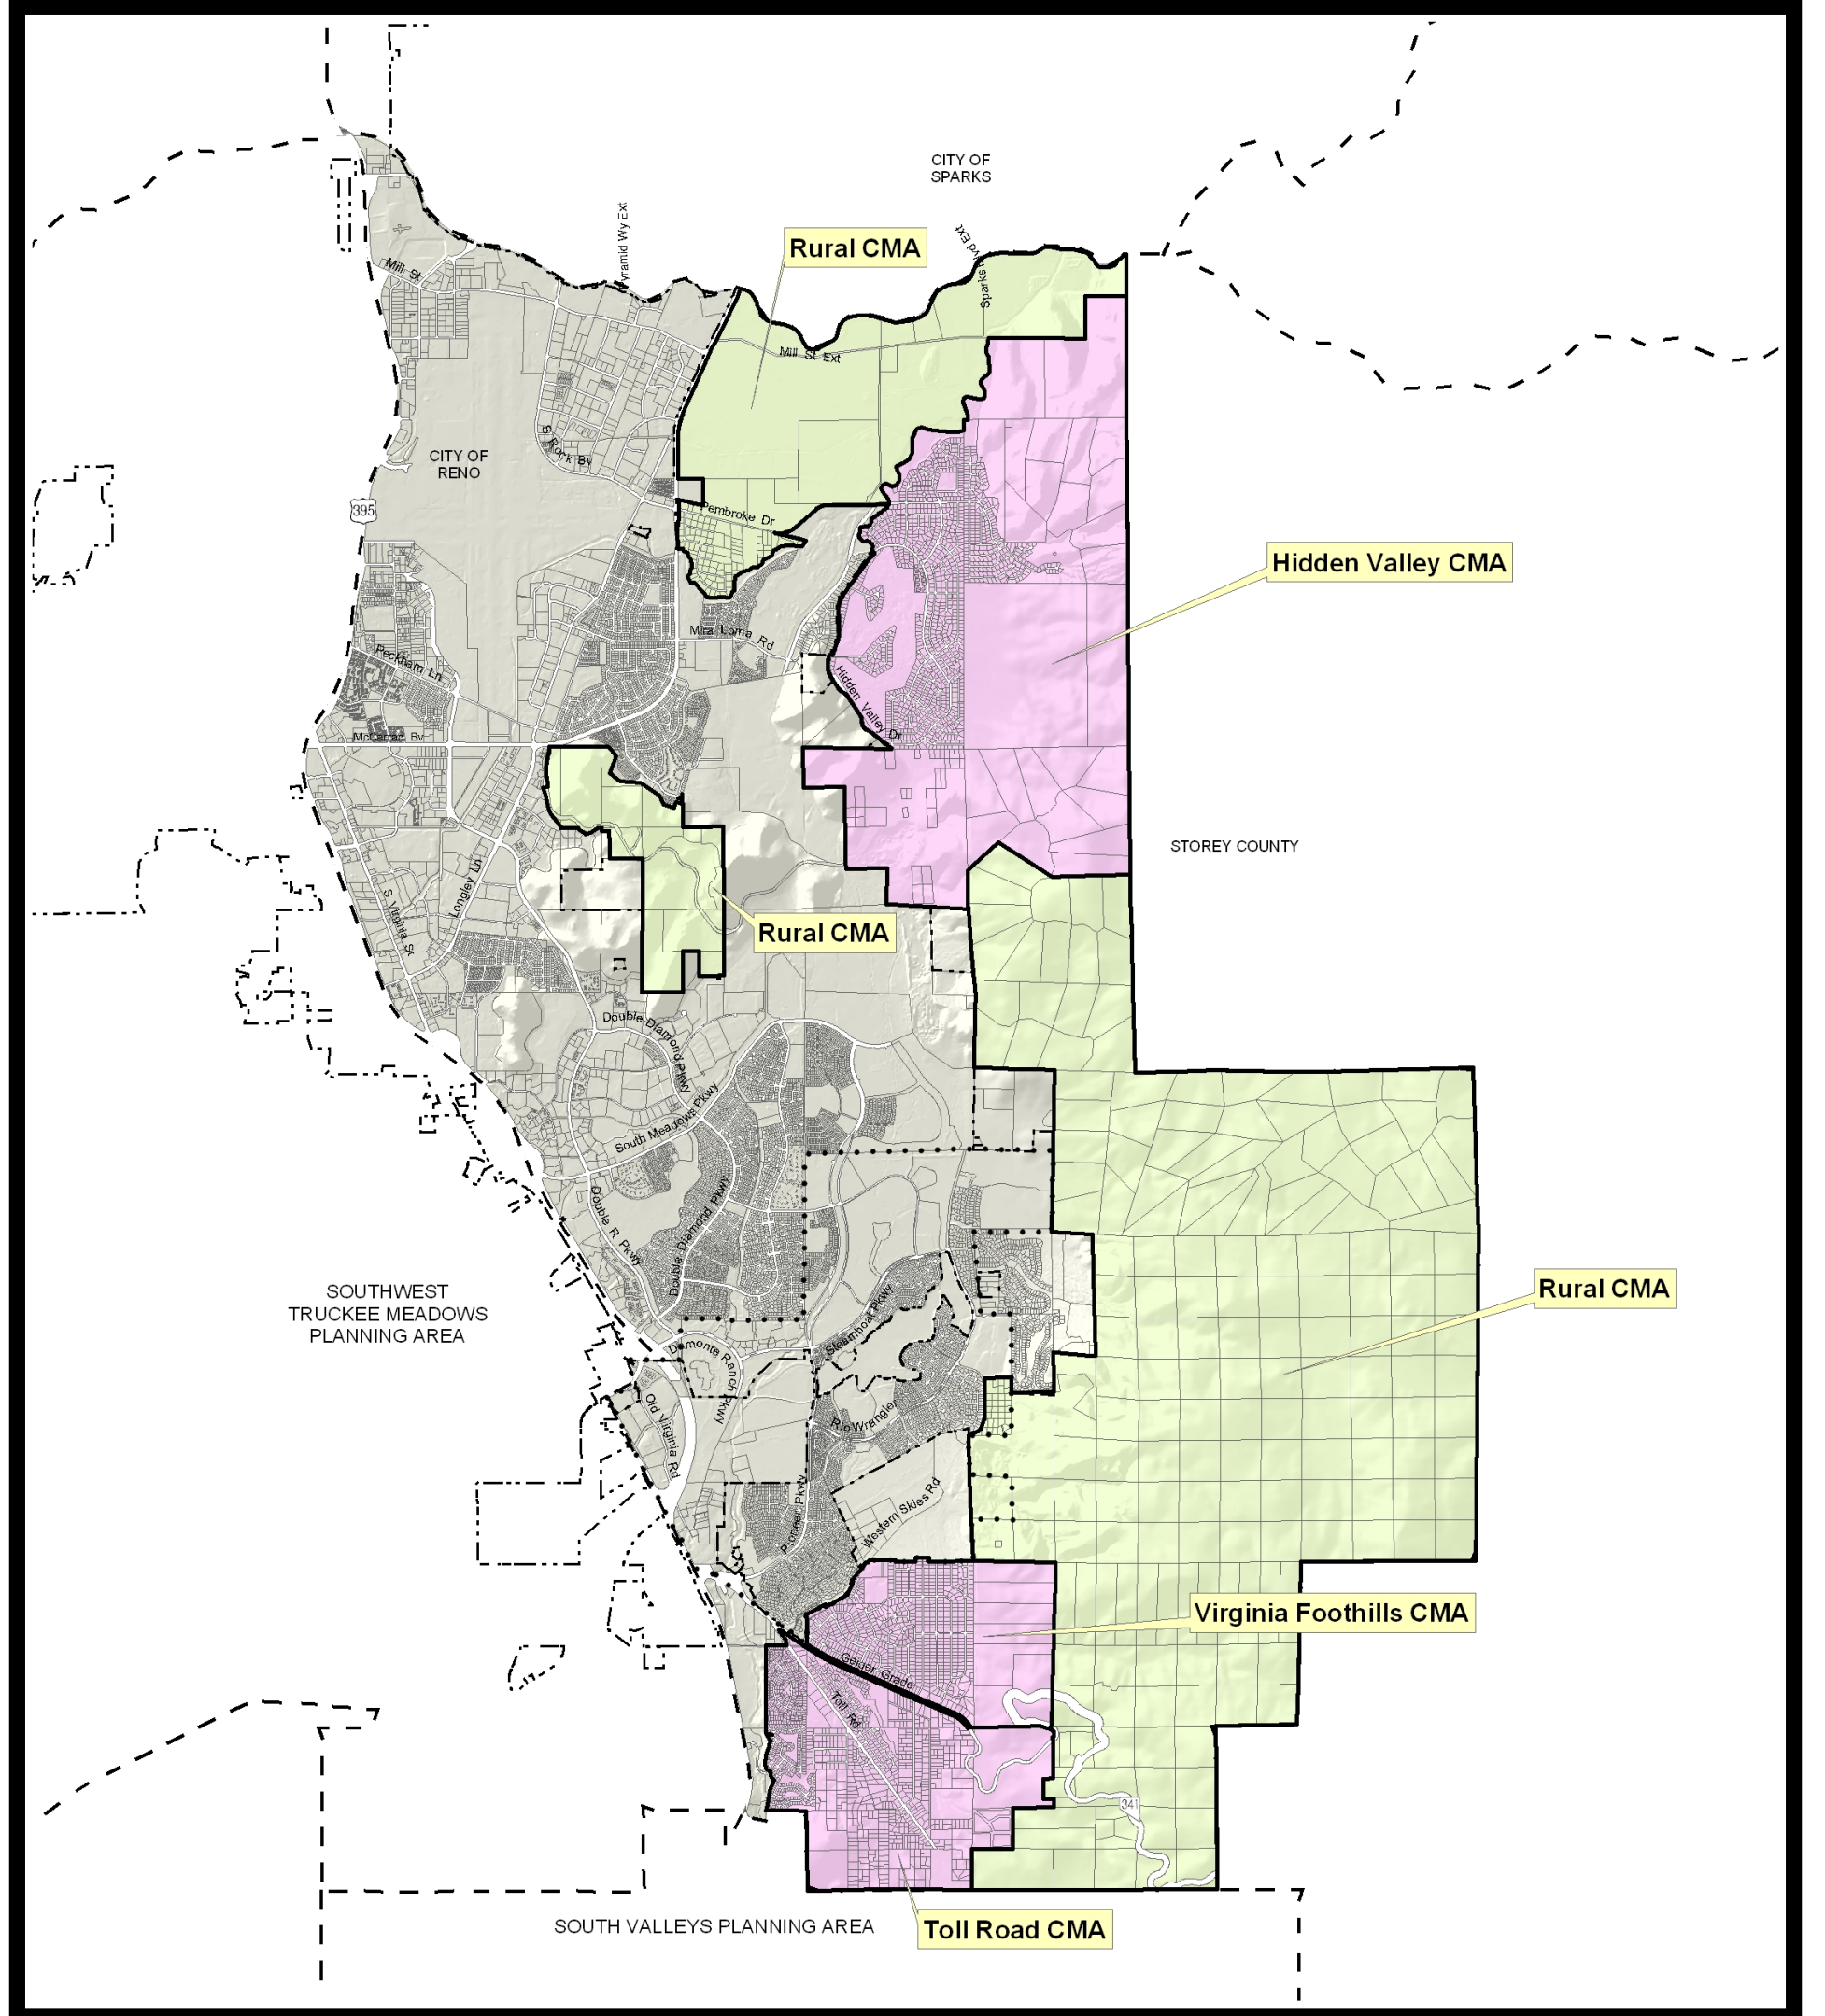 CITY OF
SPARKS
yramid Wy Ext
Sparks Blvd Ext
Rural CMA
Mill St
Mill St Ext
CITY OF
RENO
S Rock Bv
395
Pembroke Dr
Hidden Valley CMA
Mira Loma Rd
Peckham Ln
Hidden Valley Dr
McCarran Bv
STOREY COUNTY
Longley Ln
S Virginia St
Rural CMA
Double Diamond Pkwy
South Meadows Pkwy
Double R Pkwy
Double Diamond Pkwy
SOUTHWEST
TRUCKEE MEADOWS
PLANNING AREA
Rural CMA
Steamboat Pkwy
Damonte Ranch Pkwy
Old Virginia Rd
Rio Wrangler
Pioneer Pkwy
Western Skies Rd
Virginia Foothills CMA
Geiger Grade
Toll Rd
341
SOUTH VALLEYS PLANNING AREA
Toll Road CMA